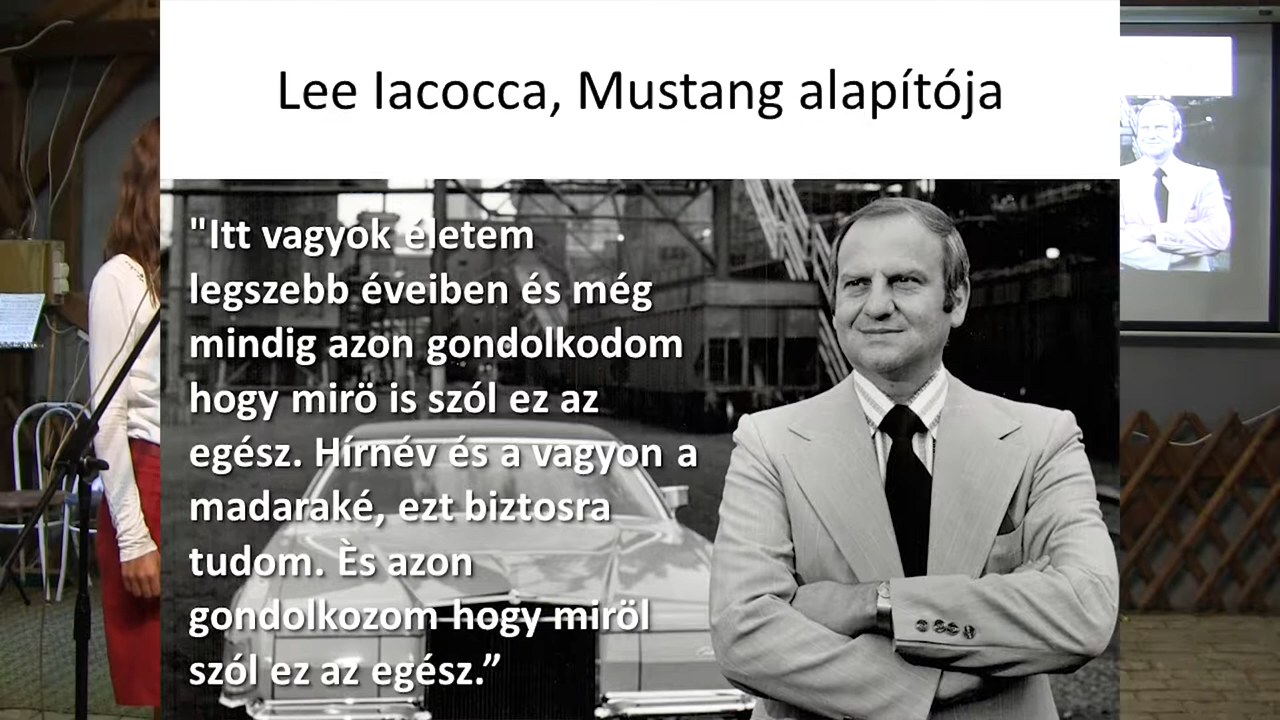 Lee Iacocca, Mustang alapítója
"Itt vagyok életem
legszebb éveiben és még
mindig azon gondolkodom
hogy mirö is szól ez az
egész. Hírnév és a vagyon a
madaraké, ezt biztosra
tudom. Ès azon
gondolkozom hogy miröl
szól ez az egész.”